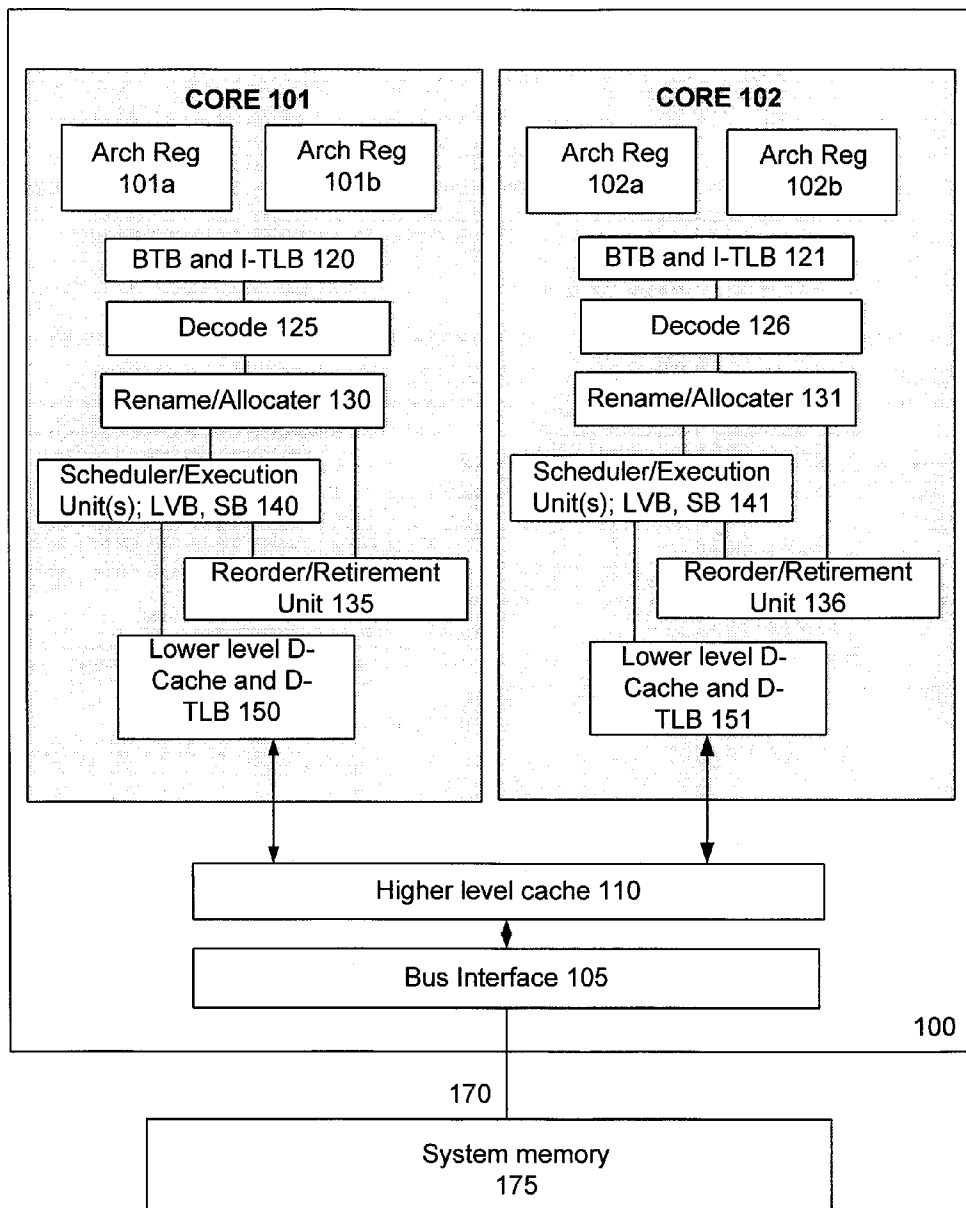 CORE 101
Arch Reg
101a
Arch Reg
101b
BTB and I-TLB 120
Decode 125
Rename/Allocater 130
Scheduler/Execution
Unit(s); LVB, SB 140
Reorder/Retirement
Unit 135
Lower level D-
Cache and D-
TLB 150
CORE 102
Arch Reg
102a
Arch Reg
102b
BTB and I-TLB 121
Decode 126
Rename/Allocater 131
Scheduler/Execution
Unit(s); LVB, SB 141
Reorder/Retirement
Unit 136
Lower level D-
Cache and D-
TLB 151
Higher level cache 110
Bus Interface 105
100
170
System memory
175